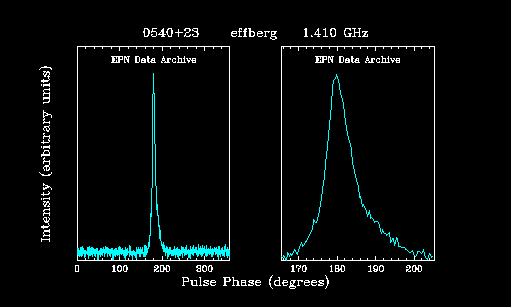 0540+23 effberg 1.410 GHz
EPN Data Archive EPN Data Archive
Intensity (arbitrary units)
0 100 200 300 170 180 190 200
Pulse Phase (degrees)